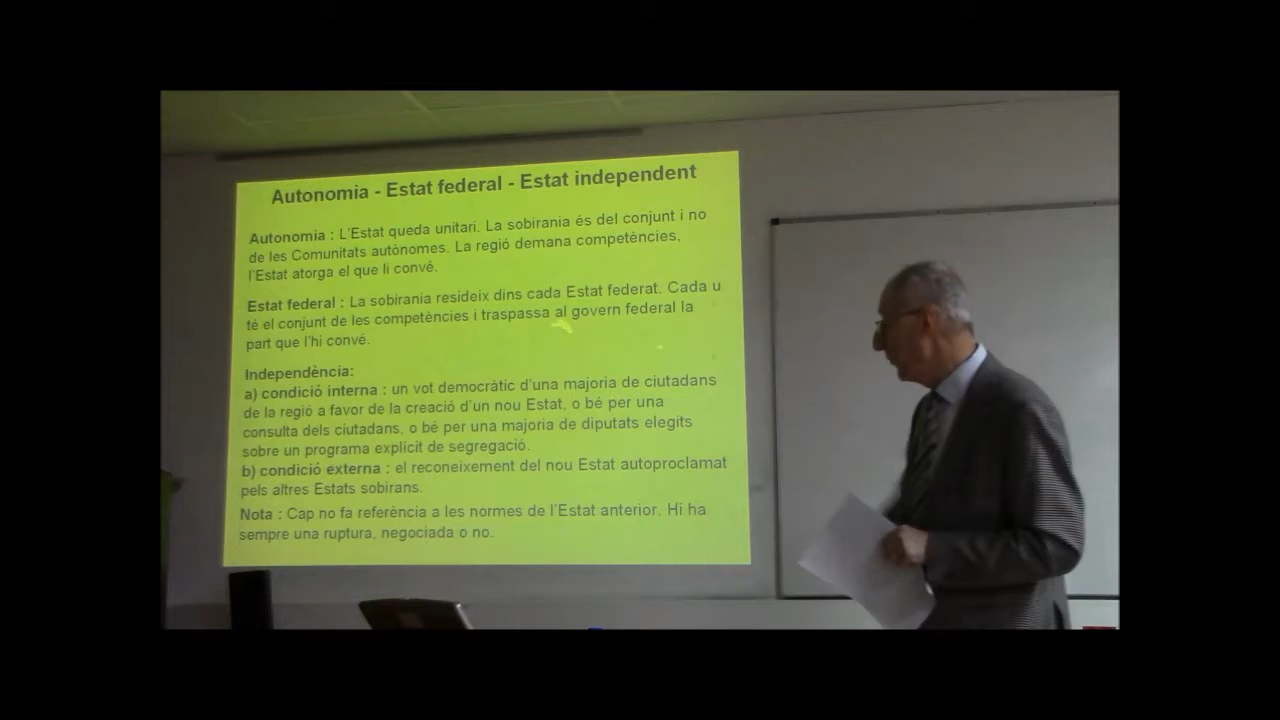 Autonomia - Estat federal - Estat independent
Autonomia : L'Estat queda unitari. La sobirania és del conjunt i no
de les Comunitats autònomes. La regió demana competències,
l'Estat atorga el que li convé.
Estat federal : La sobirania resideix dins cada Estat federat. Cada u
té el conjunt de les competències i traspassa al govern federal la
part que l'hi convé.
Independència:
a) condició interna : un vot democràtic d'una majoria de ciutadans
de la regió a favor de la creació d'un nou Estat, o bé per una
consulta dels ciutadans, o bé per una majoria de diputats elegits
sobre un programa explicit de segregació.
b) condició externa : el reconeixement del nou Estat autoproclamat
pels altres Estats sobirans.
Nota : Cap no fa referència a les normes de l'Estat anterior. Hi ha
sempre una ruptura, negociada o no.